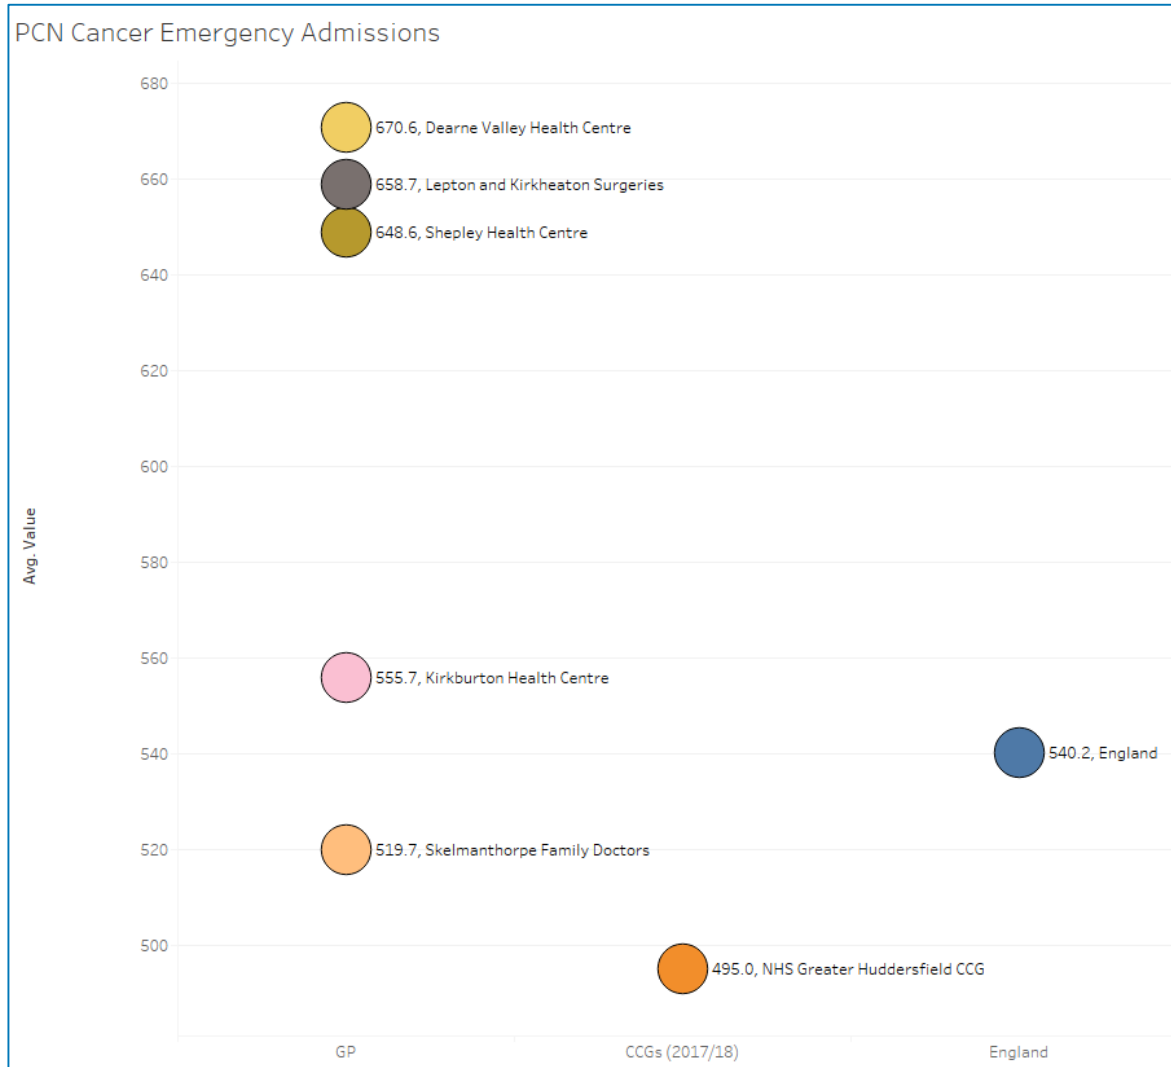 PCN Cancer Emergency Admissions
680
670.6, Dearne Valley Health Centre
660
658.7, Lepton and Kirkheaton Surgeries
648.6, Shepley Health Centre
640
620
600
Avg. Value
580
560
555.7, Kirkburton Health Centre
540
540.2, England
520
519.7, Skelmanthorpe Family Doctors
500
495.0, NHS Greater Huddersfield CCG
GP
CCGs (2017/18)
England